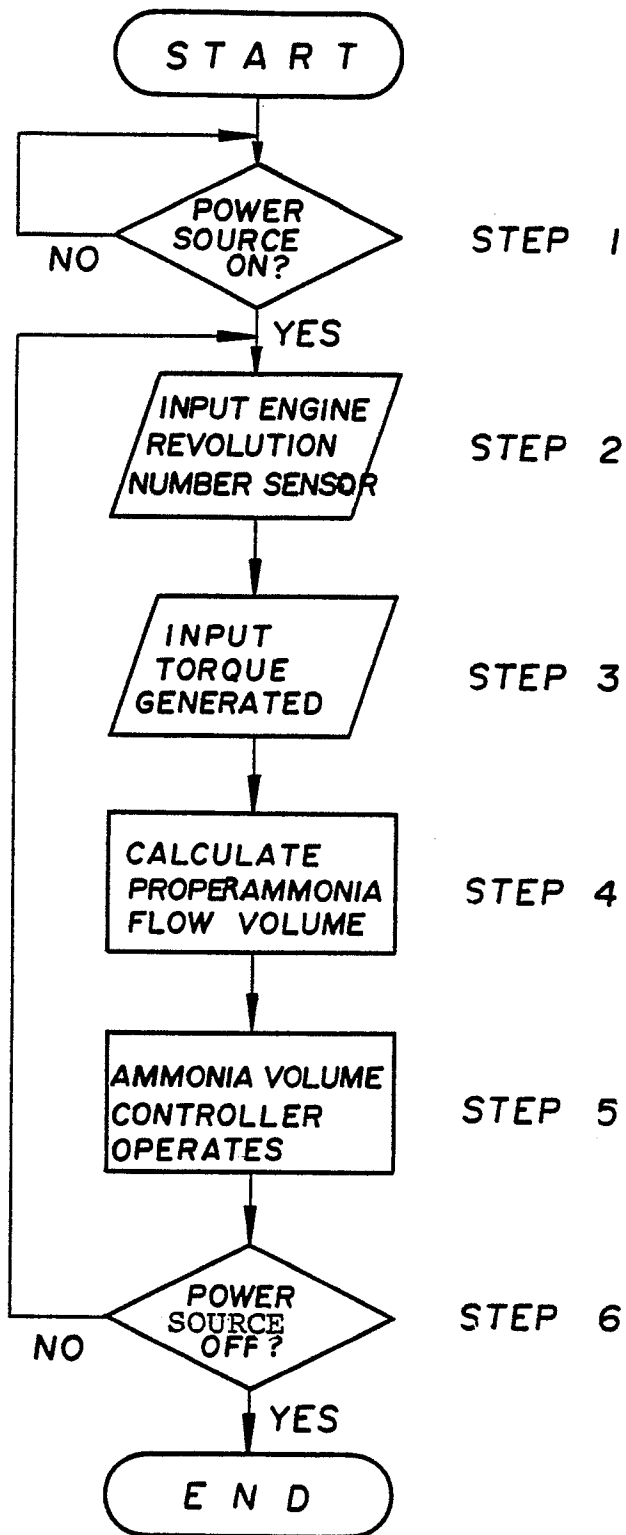 START
POWER
SOURCE
ON?
NO
STEP 1
YES
INPUT ENGINE
REVOLUTION
NUMBER SENSOR
STEP 2
INPUT
TORQUE
GENERATED
STEP 3
CALCULATE
PROPER AMMONIA
FLOW VOLUME
STEP 4
AMMONIA VOLUME
CONTROLLER
OPERATES
STEP 5
POWER
SOURCE
OFF?
NO
STEP 6
YES
END